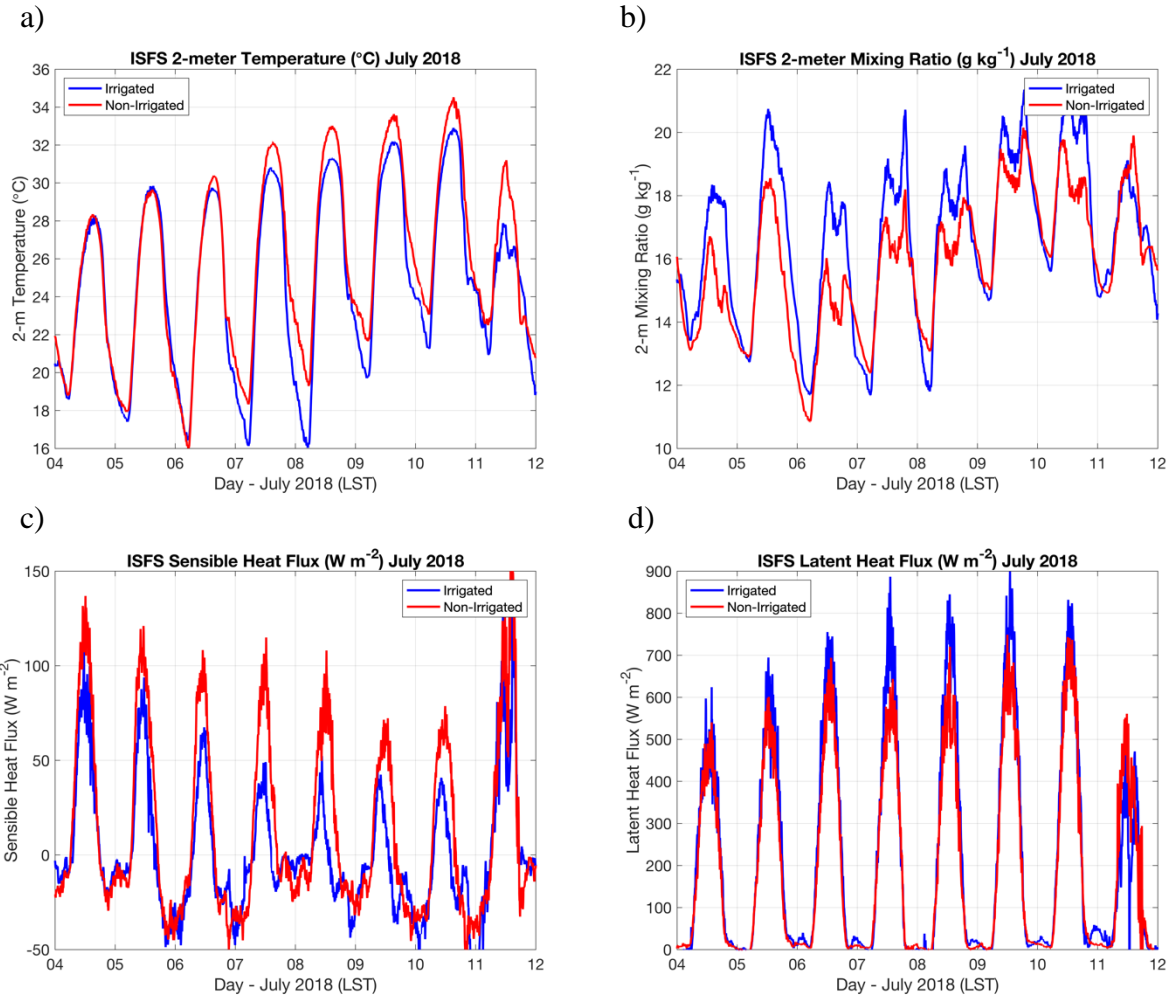 a)
ISFS 2-meter Temperature (°C) July 2018
Irrigated
Non-Irrigated
2-m Temperature (°C)
36
34
32
30
28
26
24
22
20
18
16
04 05 06 07 08 09 10 11 12
Day - July 2018 (LST)
b)
ISFS 2-meter Mixing Ratio (g kg⁻¹) July 2018
Irrigated
Non-Irrigated
2-m Mixing Ratio (g kg⁻¹)
22
20
18
16
14
12
10
04 05 06 07 08 09 10 11 12
Day - July 2018 (LST)
c)
ISFS Sensible Heat Flux (W m⁻²) July 2018
Irrigated
Non-Irrigated
Sensible Heat Flux (W m⁻²)
150
100
50
0
-50
04 05 06 07 08 09 10 11 12
Day - July 2018 (LST)
d)
ISFS Latent Heat Flux (W m⁻²) July 2018
Irrigated
Non-Irrigated
Latent Heat Flux (W m⁻²)
900
800
700
600
500
400
300
200
100
0
04 05 06 07 08 09 10 11 12
Day - July 2018 (LST)